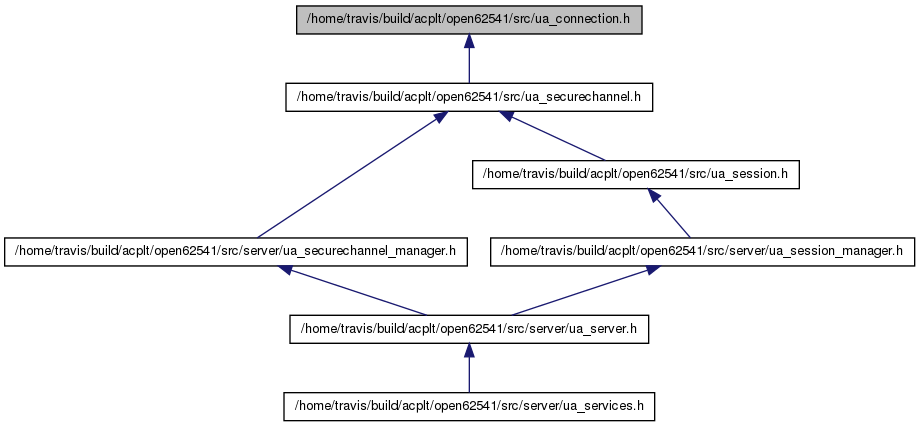 /home/travis/build/acplt/open62541/src/ua_connection.h
/home/travis/build/acplt/open62541/src/ua_securechannel.h
/home/travis/build/acplt/open62541/src/ua_session.h
/home/travis/build/acplt/open62541/src/server/ua_securechannel_manager.h
/home/travis/build/acplt/open62541/src/server/ua_session_manager.h
/home/travis/build/acplt/open62541/src/server/ua_server.h
/home/travis/build/acplt/open62541/src/server/ua_services.h